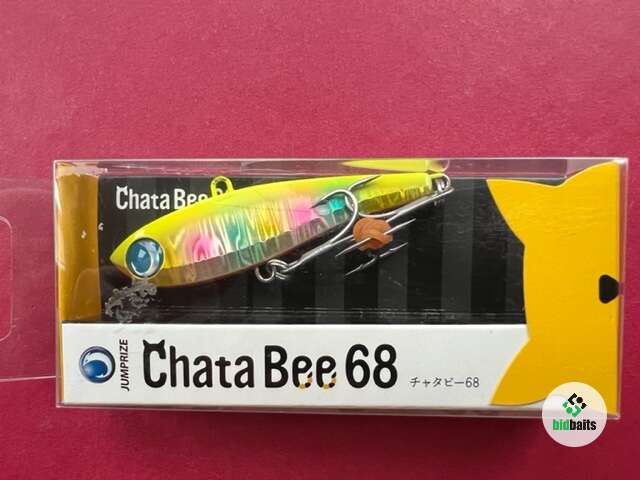 Chata Bee
JUMPRIZE
Chata Bee 68
チャタビー68
bidbaits